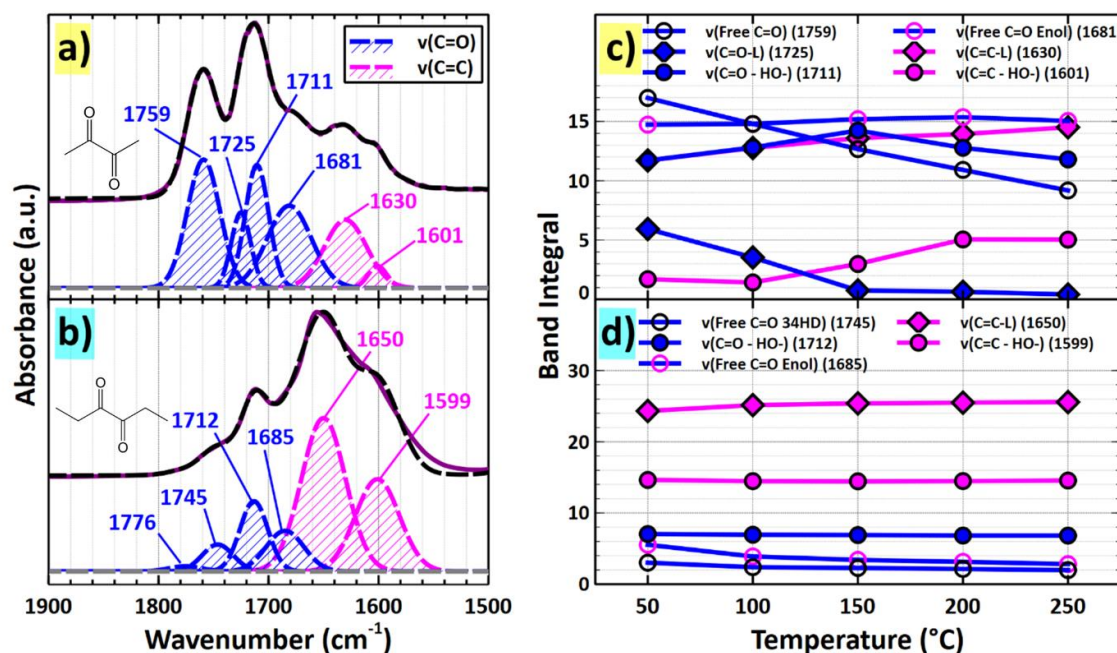 a)
ν(C=O)
ν(C=C)
1759
1725
1711
1681
1630
1601
O
O
Absorbance (a.u.)
b)
1776
1745
1712
1685
1650
1599
O
O
1900 1800 1700 1600 1500
Wavenumber (cm⁻¹)
c)
v(Free C=O) (1759)
v(Free C=O Enol) (1681
v(C=O-L) (1725)
v(C=C-L) (1630)
v(C=O - HO-) (1711)
v(C=C - HO-) (1601)
15
10
5
0
Band Integral
d)
v(Free C=O 34HD) (1745)
v(C=C-L) (1650)
v(C=O - HO-) (1712)
v(C=C - HO-) (1599)
v(Free C=O Enol) (1685)
30
20
10
0
50 100 150 200 250
Temperature (°C)